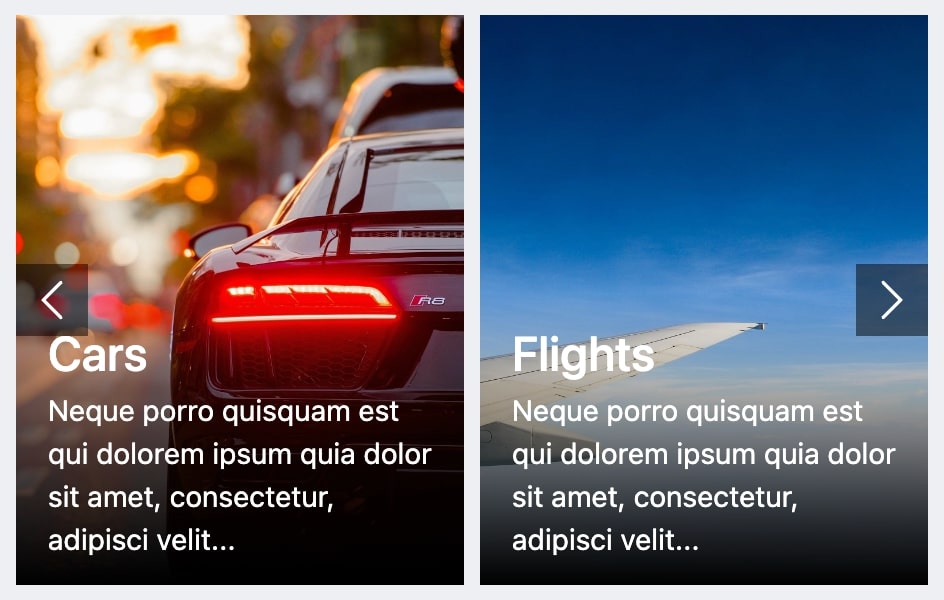 R8
Cars
Neque porro quisquam est
qui dolorem ipsum quia dolor
sit amet, consectetur,
adipisci velit...
Flights
Neque porro quisquam est
qui dolorem ipsum quia dolor
sit amet, consectetur,
adipisci velit...